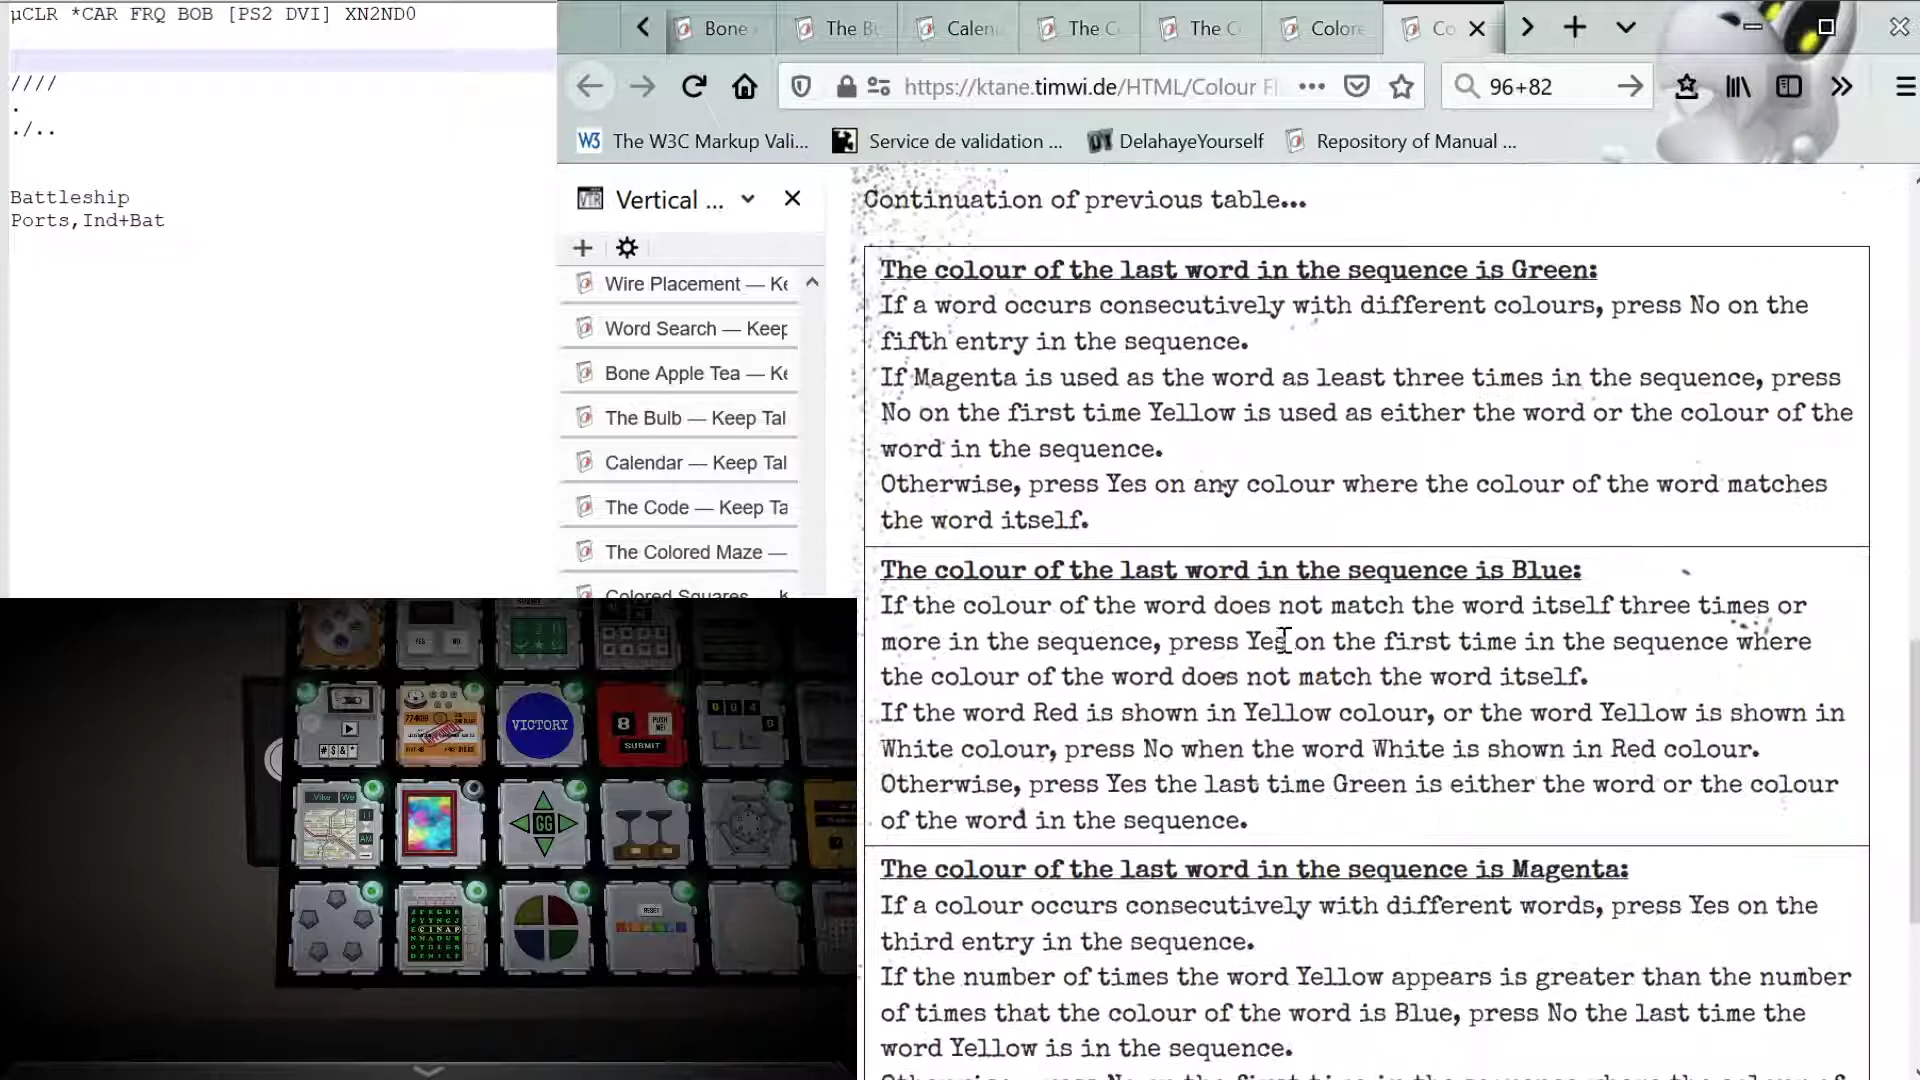 µCLR *CAR FRQ BOB [PS2 DVI] XN2ND0
////
.
./..
Battleship
Ports,Ind+Bat
Bone
The Bu
Calen
The C
The C
Colore
Co
https://ktane.timwi.de/HTML/Colour Fl
96+82
The W3C Markup Vali...
Service de validation ...
DelahayeYourself
Repository of Manual ...
Vertical ...
Wire Placement — Ke
Word Search — Keep
Bone Apple Tea — Ke
The Bulb — Keep Tal
Calendar — Keep Tal
The Code — Keep Ta
The Colored Maze —
Colored Squares — K
Continuation of previous table...
The colour of the last word in the sequence is Green:
If a word occurs consecutively with different colours, press No on the
fifth entry in the sequence.
If Magenta is used as the word as least three times in the sequence, press
No on the first time Yellow is used as either the word or the colour of the
word in the sequence.
Otherwise, press Yes on any colour where the colour of the word matches
the word itself.
The colour of the last word in the sequence is Blue:
If the colour of the word does not match the word itself three times or
more in the sequence, press Yes on the first time in the sequence where
the colour of the word does not match the word itself.
If the word Red is shown in Yellow colour, or the word Yellow is shown in
White colour, press No when the word White is shown in Red colour.
Otherwise, press Yes the last time Green is either the word or the colour
of the word in the sequence.
The colour of the last word in the sequence is Magenta:
If a colour occurs consecutively with different words, press Yes on the
third entry in the sequence.
If the number of times the word Yellow appears is greater than the number
of times that the colour of the word is Blue, press No the last time the
word Yellow is in the sequence.
YES NO
#$&*
VICTORY
8 PUSH ME!
SUBMIT
Vike We
GG
CINAP
RESET